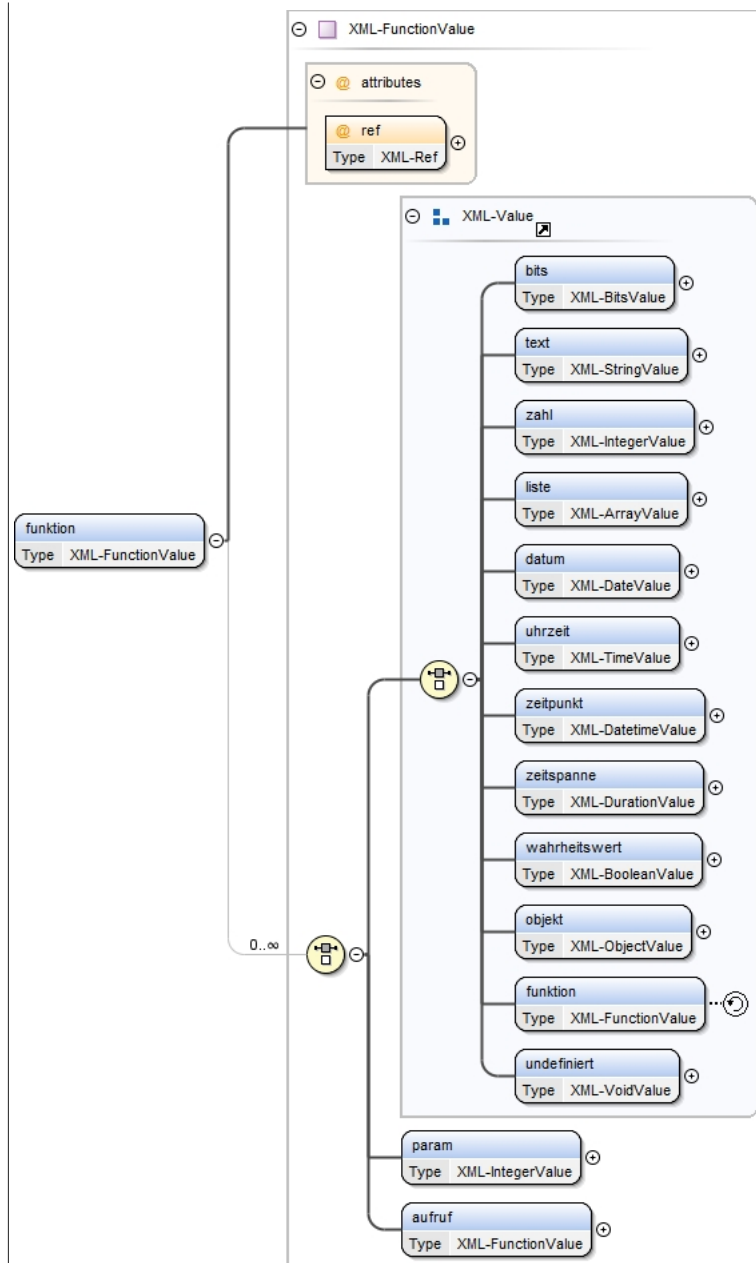 XML-FunctionValue
@ attributes
@ ref
Type XML-Ref
XML-Value
bits
Type XML-BitsValue
text
Type XML-StringValue
zahl
Type XML-IntegerValue
liste
Type XML-ArrayValue
funktion
Type XML-FunctionValue
datum
Type XML-DateValue
uhrzeit
Type XML-TimeValue
zeitpunkt
Type XML-DatetimeValue
zeitspanne
Type XML-DurationValue
wahrheitswert
Type XML-BooleanValue
objekt
Type XML-ObjectValue
0..∞
funktion
Type XML-FunctionValue
undefiniert
Type XML-VoidValue
param
Type XML-IntegerValue
aufruf
Type XML-FunctionValue